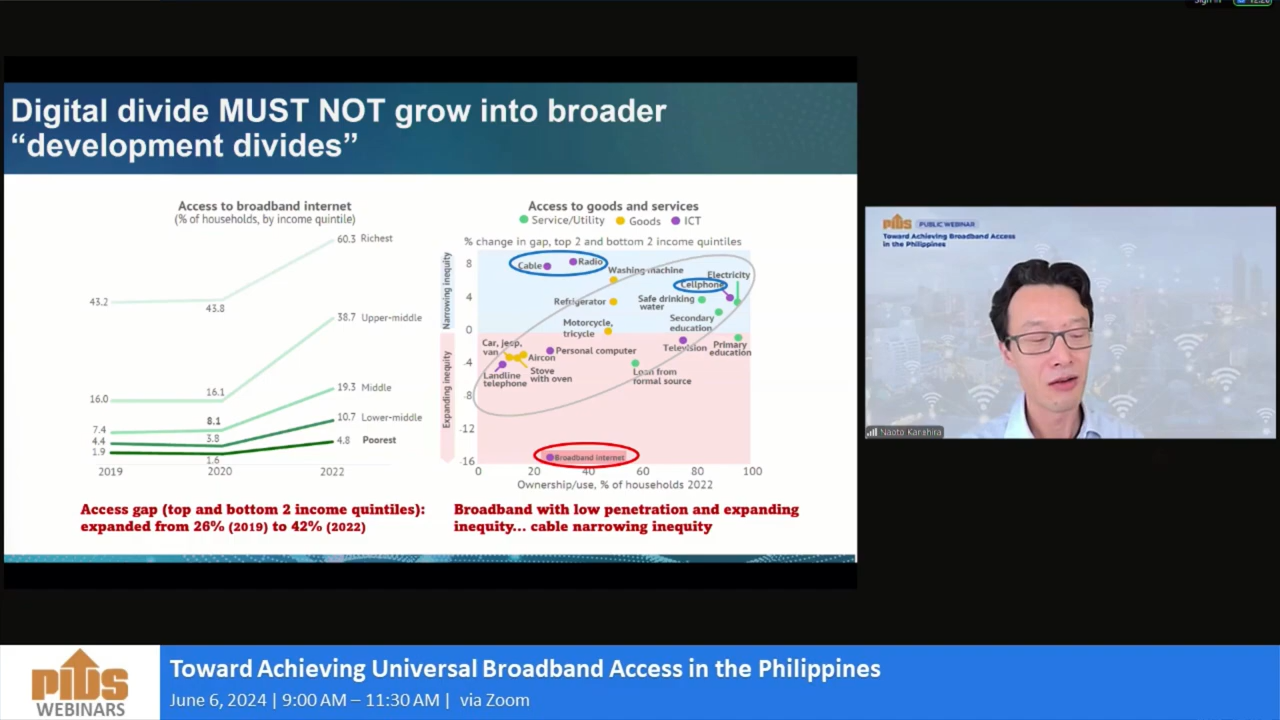 Sign in
Digital divide MUST NOT grow into broader
“development divides”
Access to broadband internet
(% of households, by income quintile)
60.3 Richest
43.2
43.8
38.7 Upper-middle
16.0
16.1
19.3 Middle
10.7 Lower-middle
7.4
8.1
4.4
3.8
4.8 Poorest
1.9
1.6
2019
2020
2022
Access to goods and services
Service/Utility
Goods
ICT
% change in gap, top 2 and bottom 2 income quintiles
Narrowing inequity
Expanding inequity
8
4
0
-4
-8
-12
-16
Cable
Radio
Washing machine
Electricity
Cellphone
Refrigerator
Safe drinking
water
Secondary
education
Motorcycle,
tricycle
Car, jeep,
van
Aircon
Personal computer
Television
Primary
education
Landline
telephone
Stove
with oven
Loan from
formal source
Broadband internet
0
20
40
60
80
100
Ownership/use, % of households 2022
Access gap (top and bottom 2 income quintiles):
expanded from 26% (2019) to 42% (2022)
Broadband with low penetration and expanding
inequity... cable narrowing inequity
PIDS
PUBLIC WEBINAR
Toward Achieving Broadband Access
in the Philippines
PIDS
WEBINARS
Toward Achieving Universal Broadband Access in the Philippines
June 6, 2024 | 9:00 AM – 11:30 AM | via Zoom